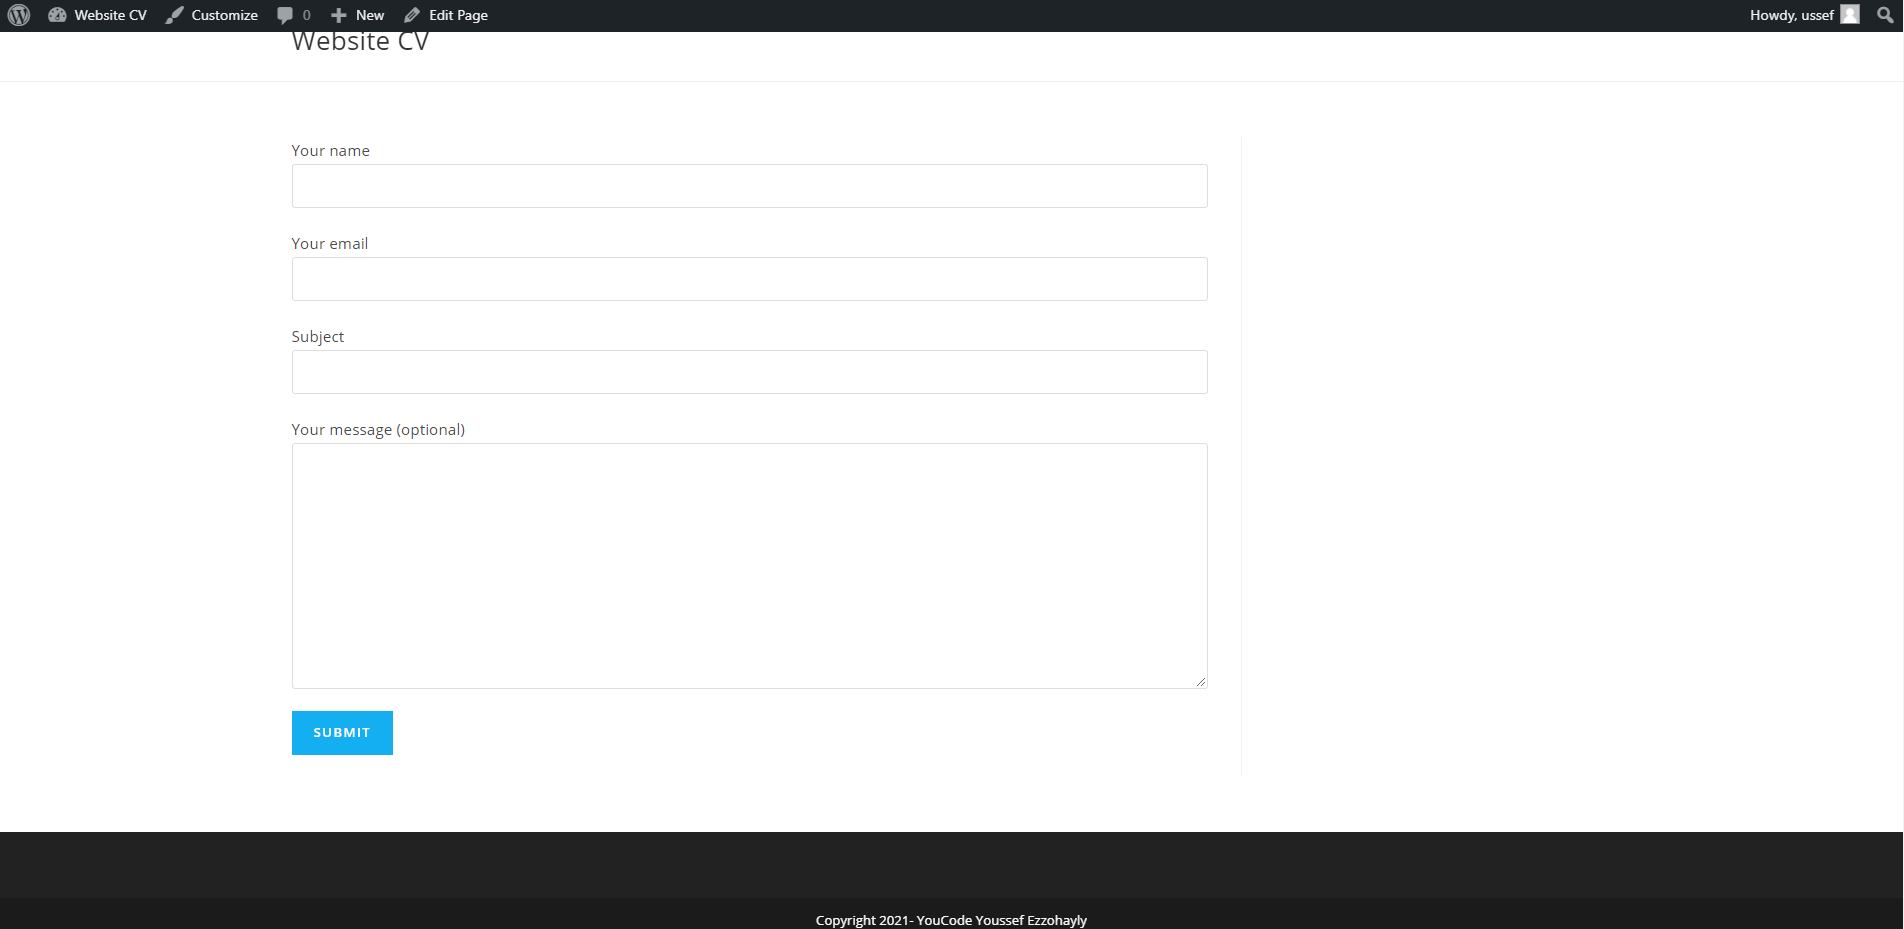 Website CV Customize 0 New Edit Page Howdy, ussef
Website CV
Your name
Your email
Subject
Your message (optional)
SUBMIT
Copyright 2021- YouCode Youssef Ezzohayly